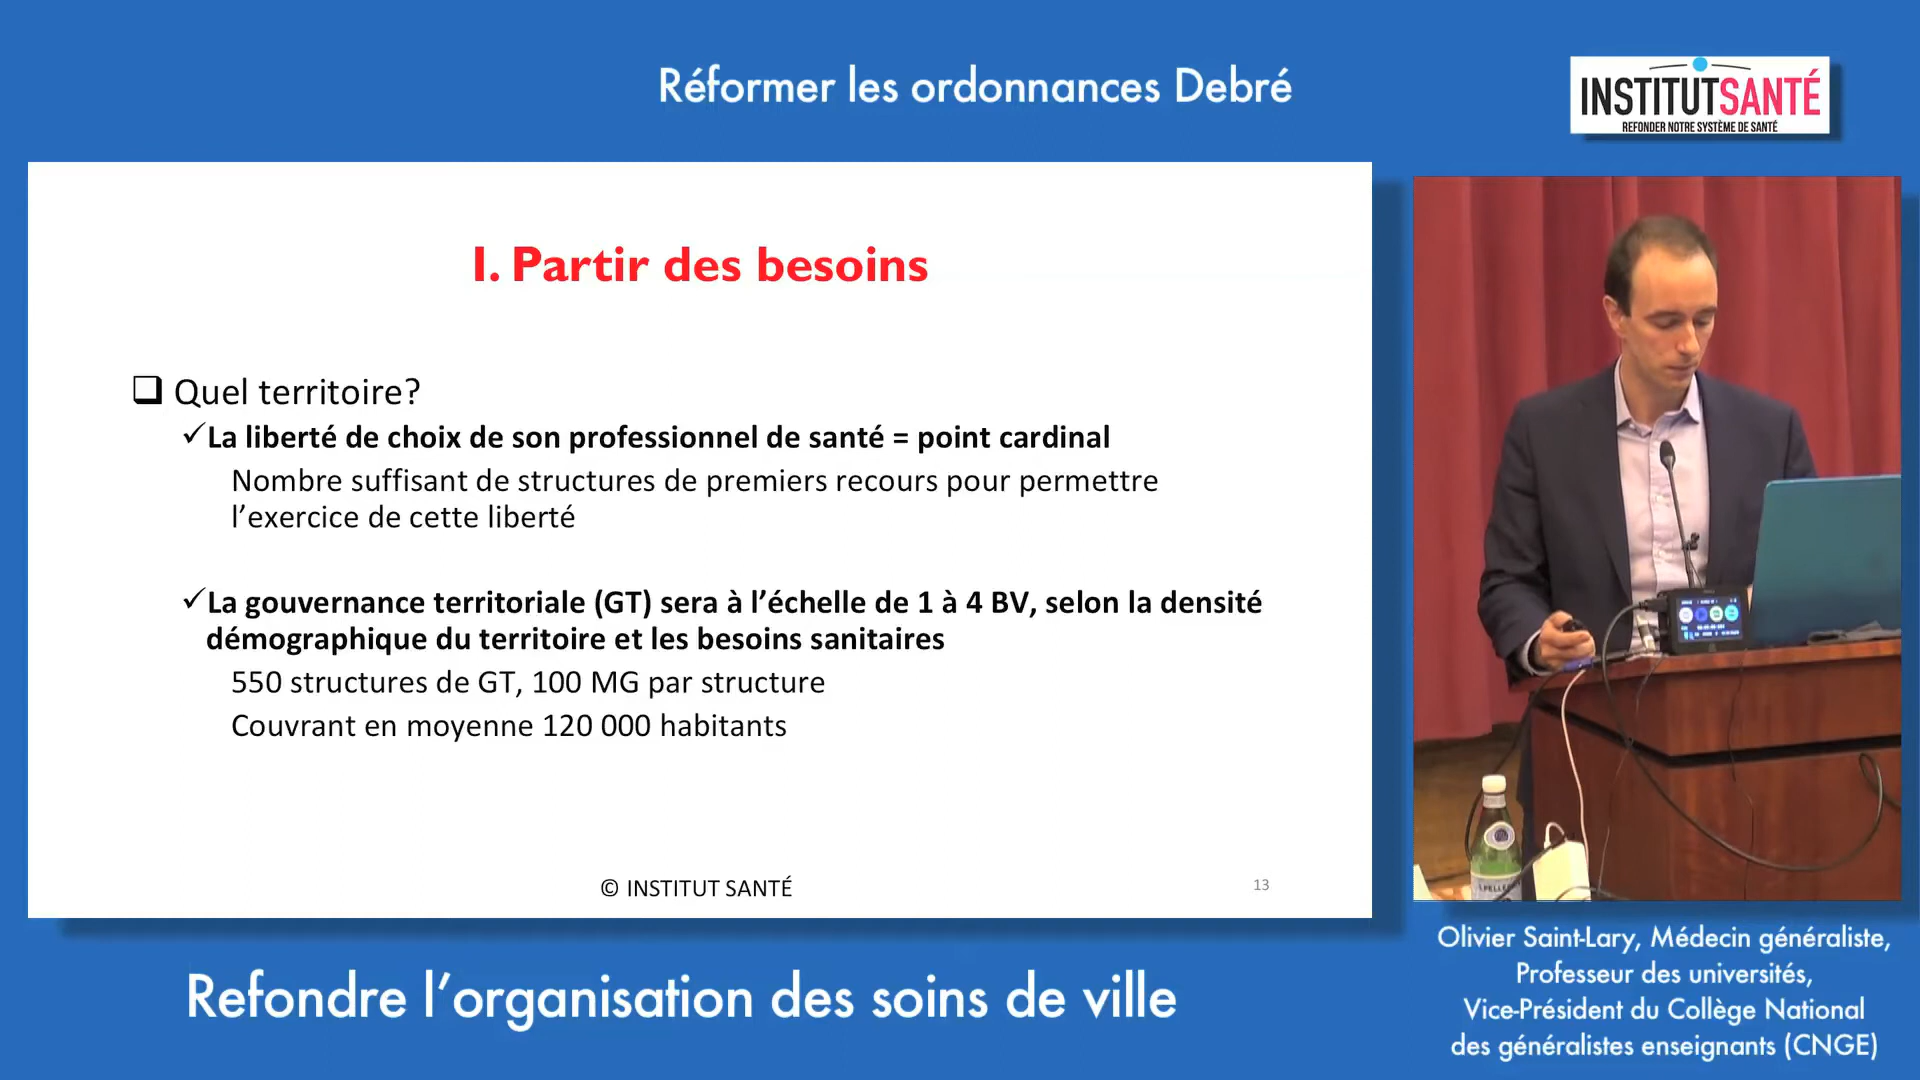 Réformer les ordonnances Debré
INSTITUTSANTÉ
REFONDER NOTRE SYSTÈME DE SANTÉ
I. Partir des besoins
❑ Quel territoire?
✓La liberté de choix de son professionnel de santé = point cardinal
Nombre suffisant de structures de premiers recours pour permettre
l’exercice de cette liberté
✓La gouvernance territoriale (GT) sera à l’échelle de 1 à 4 BV, selon la densité
démographique du territoire et les besoins sanitaires
550 structures de GT, 100 MG par structure
Couvrant en moyenne 120 000 habitants
© INSTITUT SANTÉ
13
Olivier Saint-Lary, Médecin généraliste,
Professeur des universités,
Vice-Président du Collège National
des généralistes enseignants (CNGE)
Refondre l’organisation des soins de ville